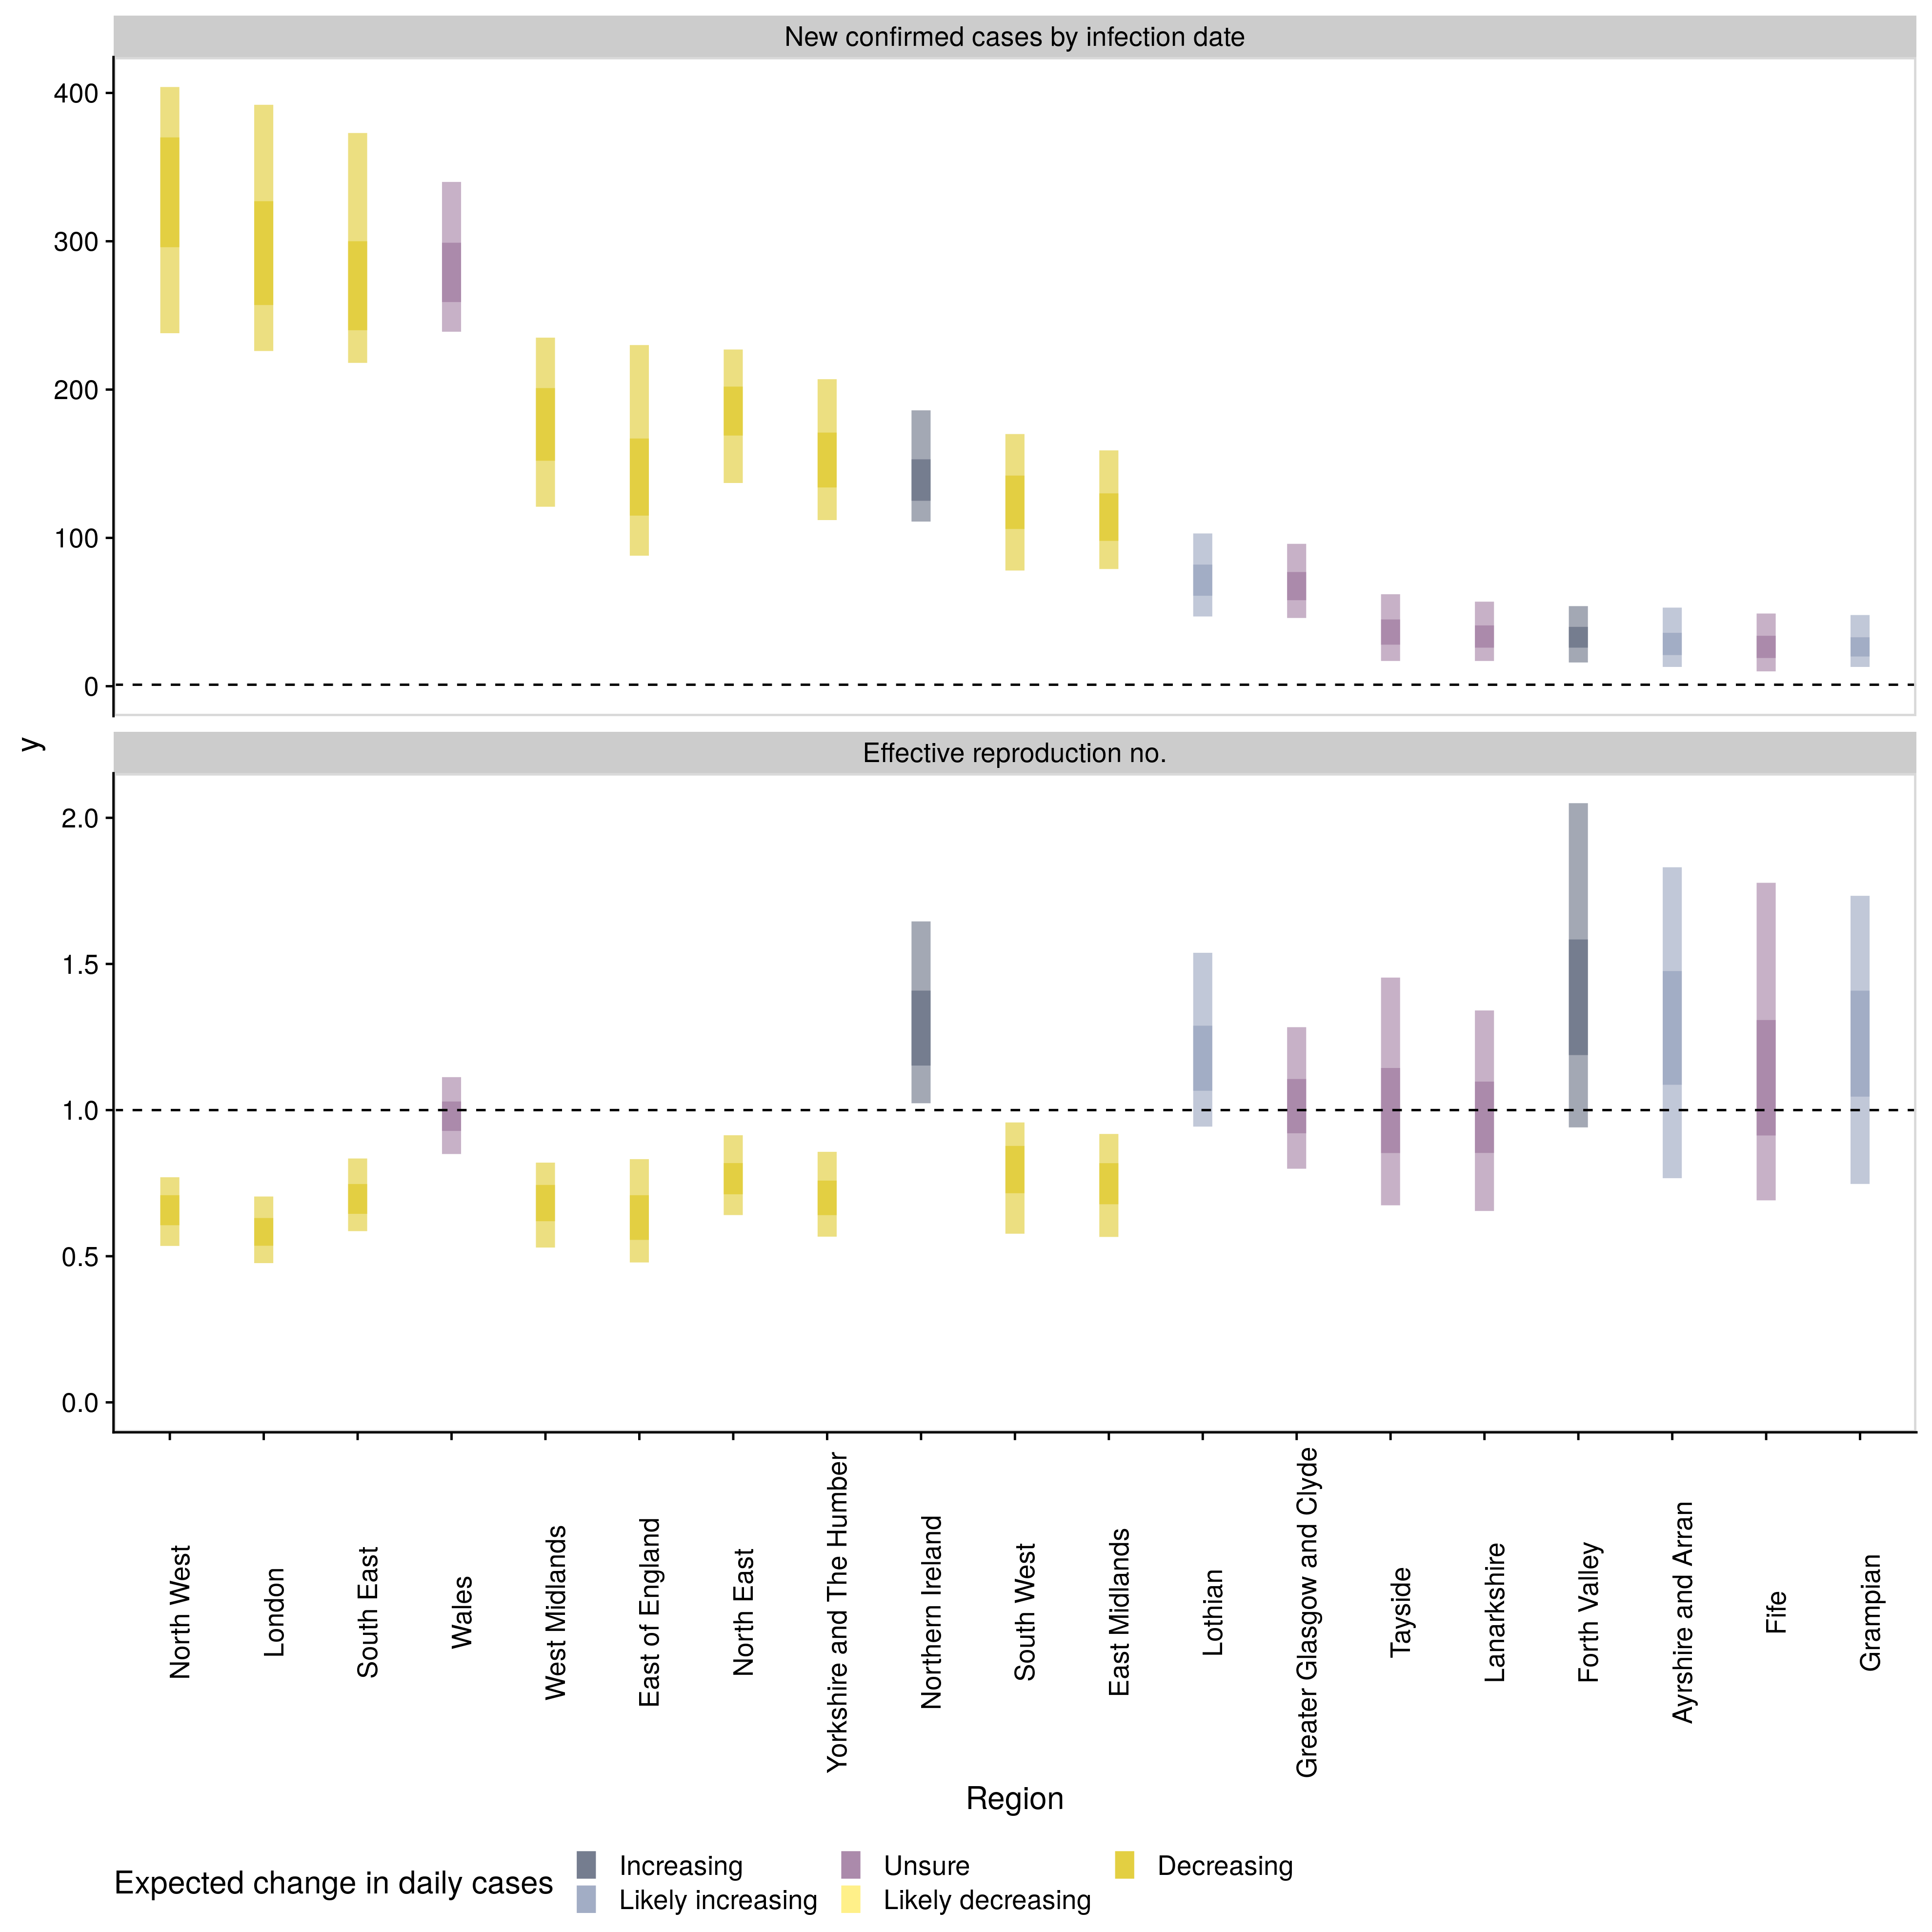 New confirmed cases by infection date
400
300
200
100
0
y
Effective reproduction no.
2.0
1.5
1.0
0.5
0.0
North West
London
South East
Wales
West Midlands
East of England
North East
Yorkshire and The Humber
Northern Ireland
South West
East Midlands
Lothian
Greater Glasgow and Clyde
Tayside
Lanarkshire
Forth Valley
Ayrshire and Arran
Fife
Grampian
Region
Expected change in daily cases
Increasing
Likely increasing
Unsure
Likely decreasing
Decreasing